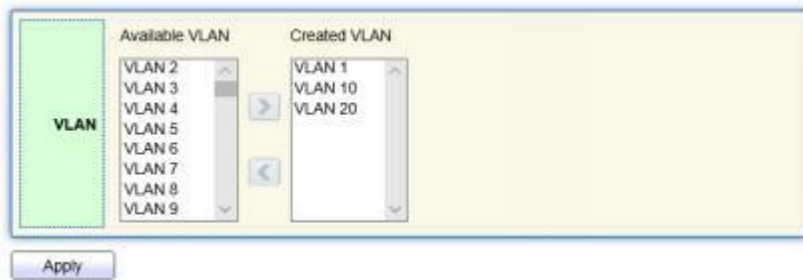 Available VLAN Created VLAN
VLAN 2 VLAN 1
VLAN 3 VLAN 10
VLAN 4 VLAN 20
VLAN VLAN 5
VLAN 6
VLAN 7
VLAN 8
VLAN 9
Apply